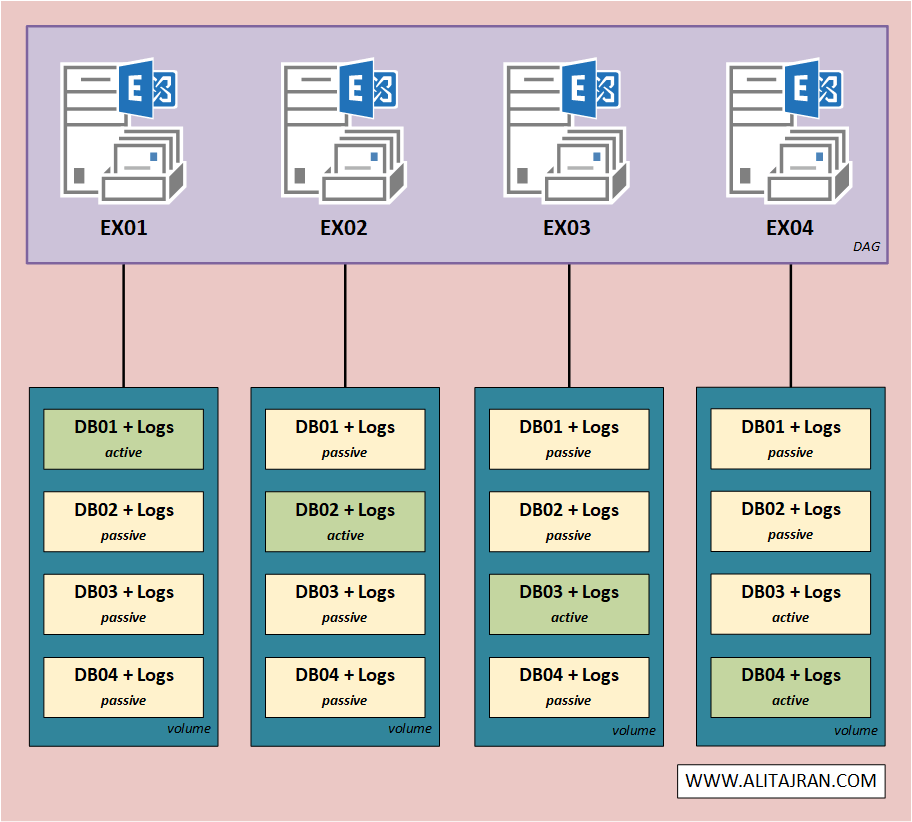 EX01
EX02
EX03
EX04
DAG
DB01 + Logs
active
DB02 + Logs
passive
DB03 + Logs
passive
DB04 + Logs
passive
volume
DB01 + Logs
passive
DB02 + Logs
active
DB03 + Logs
passive
DB04 + Logs
passive
volume
DB01 + Logs
passive
DB02 + Logs
passive
DB03 + Logs
active
DB04 + Logs
passive
volume
DB01 + Logs
passive
DB02 + Logs
passive
DB03 + Logs
active
DB04 + Logs
active
volume
WWW.ALITAJRAN.COM